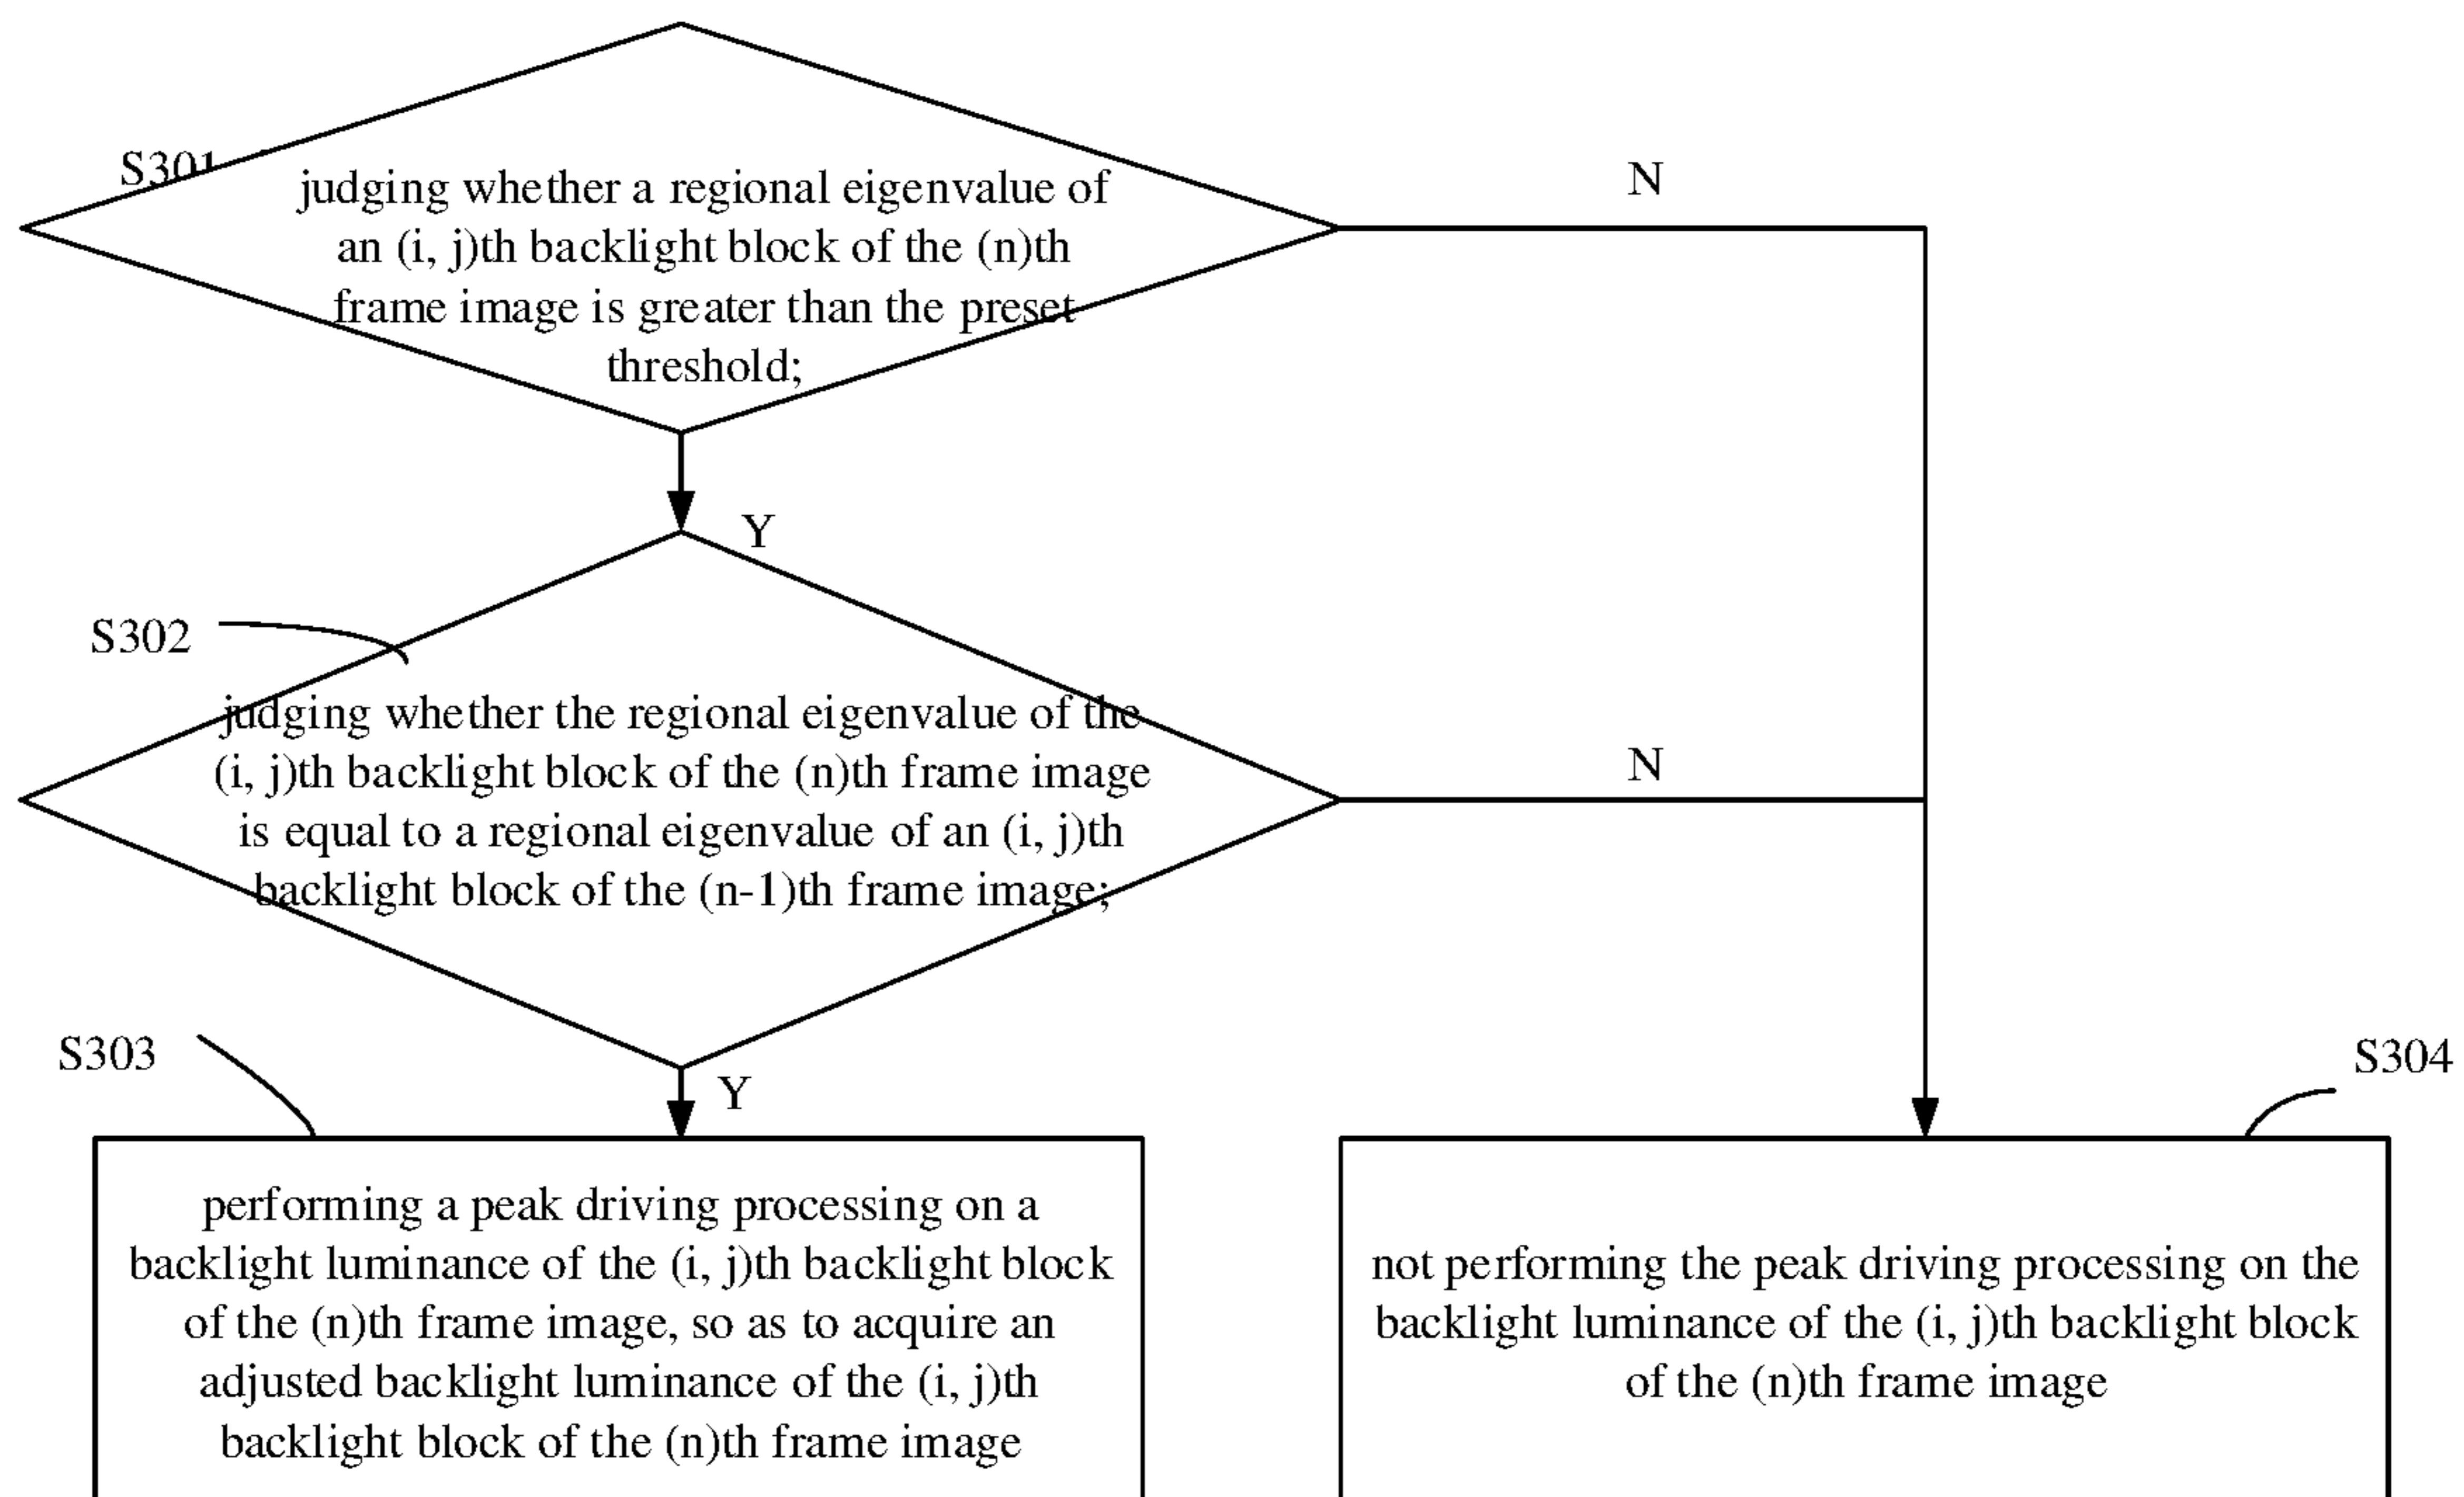 S301
judging whether a regional eigenvalue of
an (i, j)th backlight block of the (n)th
frame image is greater than the preset
threshold;
N
Y
S302
judging whether the regional eigenvalue of the
(i, j)th backlight block of the (n)th frame image
is equal to a regional eigenvalue of an (i, j)th
backlight block of the (n-1)th frame image;
N
Y
S303
performing a peak driving processing on a
backlight luminance of the (i, j)th backlight block
of the (n)th frame image, so as to acquire an
adjusted backlight luminance of the (i, j)th
backlight block of the (n)th frame image
S304
not performing the peak driving processing on the
backlight luminance of the (i, j)th backlight block
of the (n)th frame image